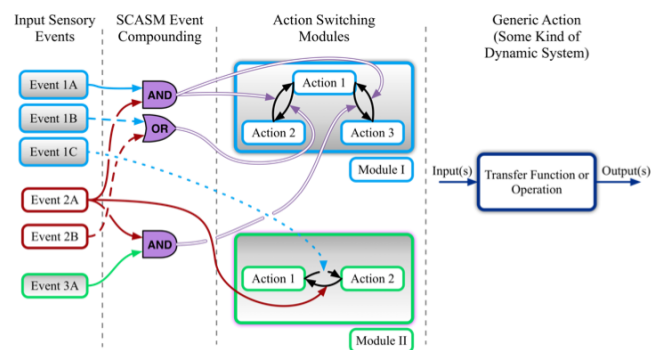 Input Sensory
Events
SCASM Event
Compounding
Action Switching
Modules
Generic Action
(Some Kind of
Dynamic System)
Event 1A
Event 1B
Event 1C
Event 2A
Event 2B
Event 3A
AND
OR
AND
Action 1
Action 2
Action 3
Module I
Action 1
Action 2
Module II
Input(s)
Transfer Function or
Operation
Output(s)